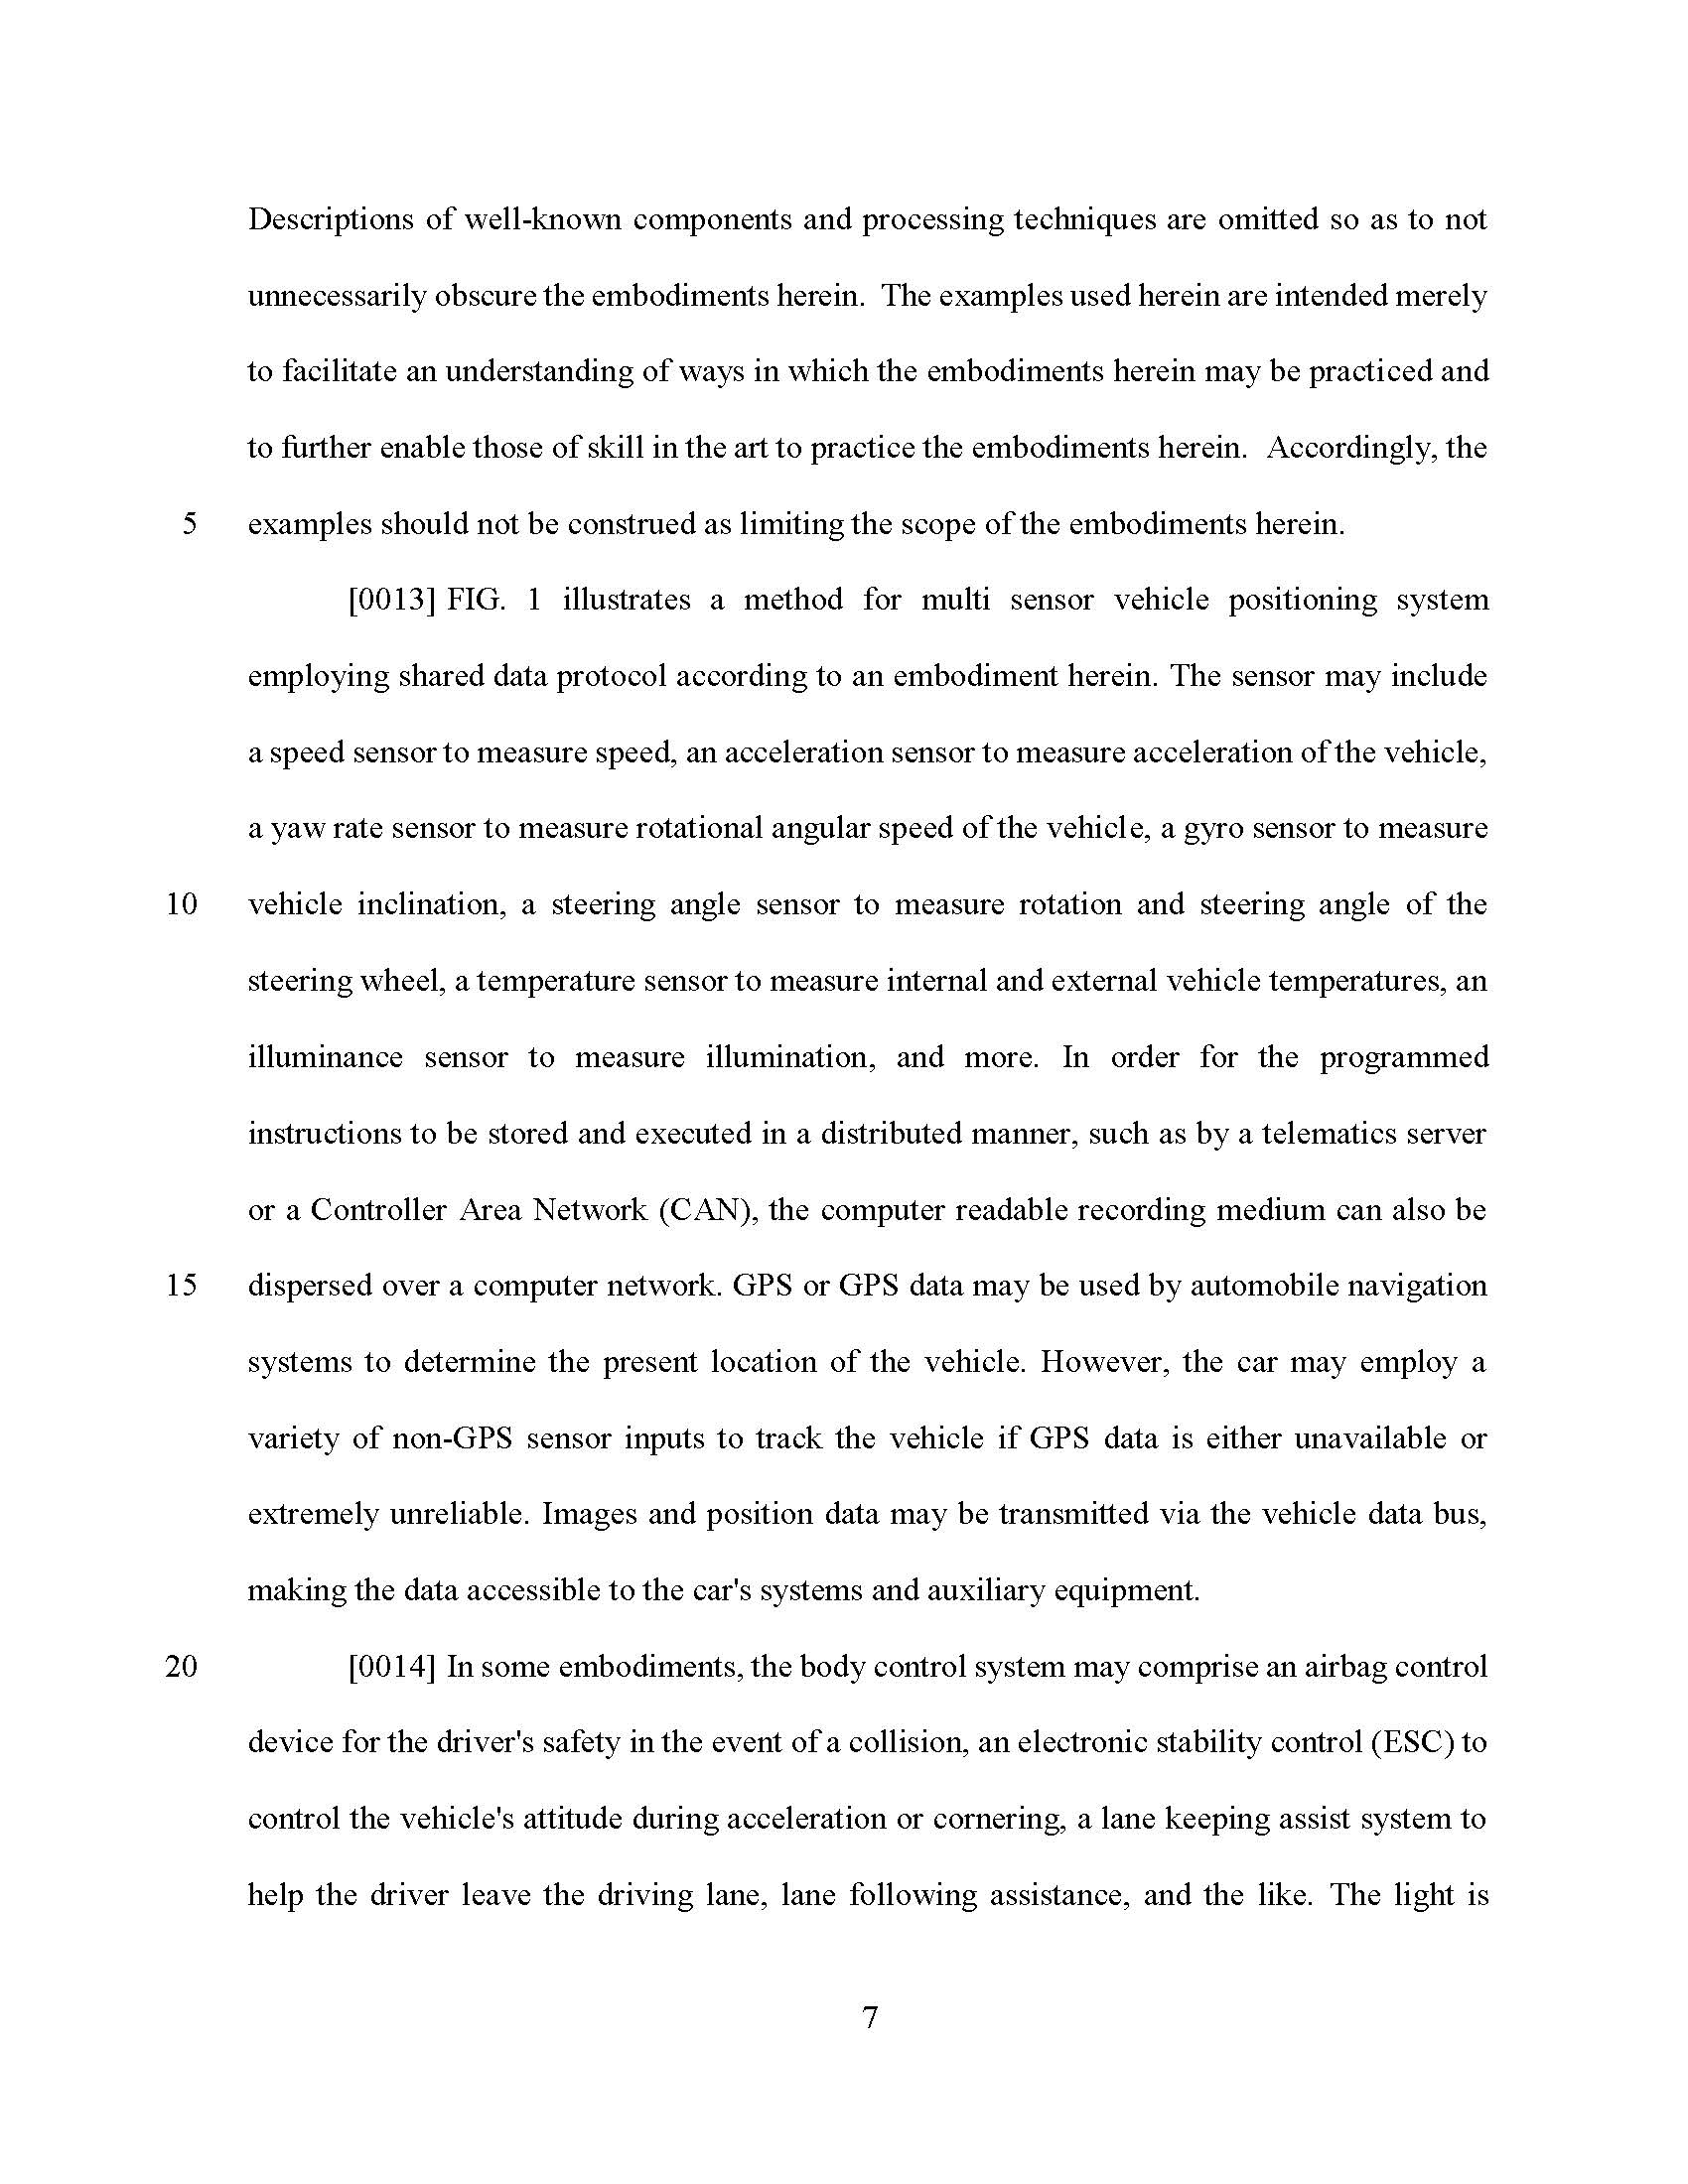 Descriptions of well-known components and processing techniques are omitted so as to not
unnecessarily obscure the embodiments herein.  The examples used herein are intended merely
to facilitate an understanding of ways in which the embodiments herein may be practiced and
to further enable those of skill in the art to practice the embodiments herein.  Accordingly, the
5 examples should not be construed as limiting the scope of the embodiments herein.
[0013] FIG. 1 illustrates a method for multi sensor vehicle positioning system
employing shared data protocol according to an embodiment herein. The sensor may include
a speed sensor to measure speed, an acceleration sensor to measure acceleration of the vehicle,
a yaw rate sensor to measure rotational angular speed of the vehicle, a gyro sensor to measure
10 vehicle inclination, a steering angle sensor to measure rotation and steering angle of the
steering wheel, a temperature sensor to measure internal and external vehicle temperatures, an
illuminance sensor to measure illumination, and more. In order for the programmed
instructions to be stored and executed in a distributed manner, such as by a telematics server
or a Controller Area Network (CAN), the computer readable recording medium can also be
15 dispersed over a computer network. GPS or GPS data may be used by automobile navigation
systems to determine the present location of the vehicle. However, the car may employ a
variety of non-GPS sensor inputs to track the vehicle if GPS data is either unavailable or
extremely unreliable. Images and position data may be transmitted via the vehicle data bus,
making the data accessible to the car's systems and auxiliary equipment.
20 [0014] In some embodiments, the body control system may comprise an airbag control
device for the driver's safety in the event of a collision, an electronic stability control (ESC) to
control the vehicle's attitude during acceleration or cornering, a lane keeping assist system to
help the driver leave the driving lane, lane following assistance, and the like. The light is
7